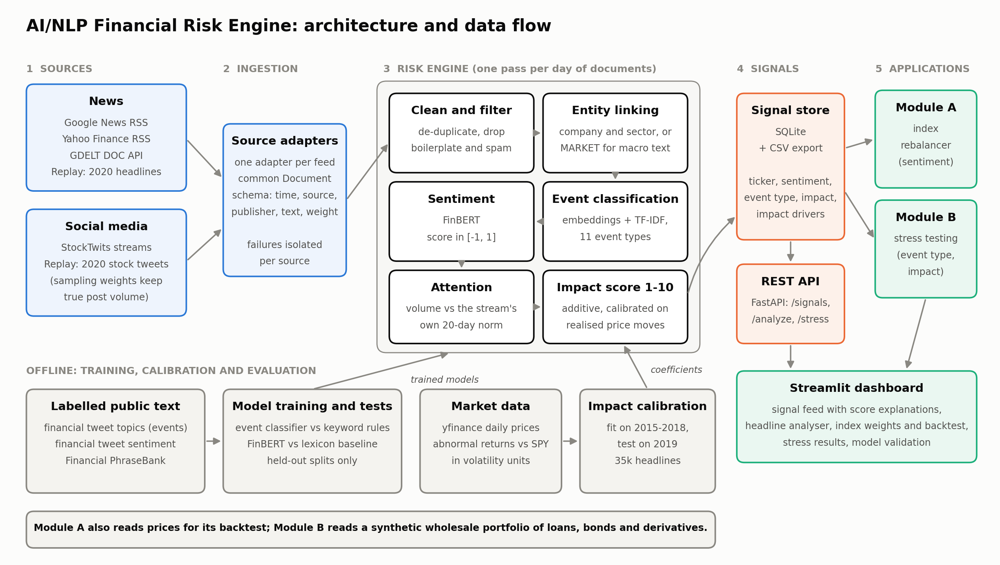 AI/NLP Financial Risk Engine: architecture and data flow
1 SOURCES
News
Google News RSS
Yahoo Finance RSS
GDELT DOC API
Replay: 2020 headlines
Social media
StockTwits streams
Replay: 2020 stock tweets
(sampling weights keep
true post volume)
2 INGESTION
Source adapters
one adapter per feed
common Document
schema: time, source,
publisher, text, weight
failures isolated
per source
3 RISK ENGINE (one pass per day of documents)
Clean and filter
de-duplicate, drop
boilerplate and spam
Entity linking
company and sector, or
MARKET for macro text
Sentiment
FinBERT
score in [-1, 1]
Event classification
embeddings + TF-IDF,
11 event types
Attention
volume vs the stream's
own 20-day norm
Impact score 1-10
additive, calibrated on
realised price moves
4 SIGNALS
Signal store
SQLite
+ CSV export
ticker, sentiment,
event type, impact,
impact drivers
REST API
FastAPI: /signals,
/analyze, /stress
5 APPLICATIONS
Module A
index
rebalancer
(sentiment)
Module B
stress testing
(event type,
impact)
Streamlit dashboard
signal feed with score explanations,
headline analyser, index weights and backtest,
stress results, model validation
OFFLINE: TRAINING, CALIBRATION AND EVALUATION
trained models
coefficients
Labelled public text
financial tweet topics (events)
financial tweet sentiment
Financial PhraseBank
Model training and tests
event classifier vs keyword rules
FinBERT vs lexicon baseline
held-out splits only
Market data
yfinance daily prices
abnormal returns vs SPY
in volatility units
Impact calibration
fit on 2015-2018,
test on 2019
35k headlines
Module A also reads prices for its backtest; Module B reads a synthetic wholesale portfolio of loans, bonds and derivatives.